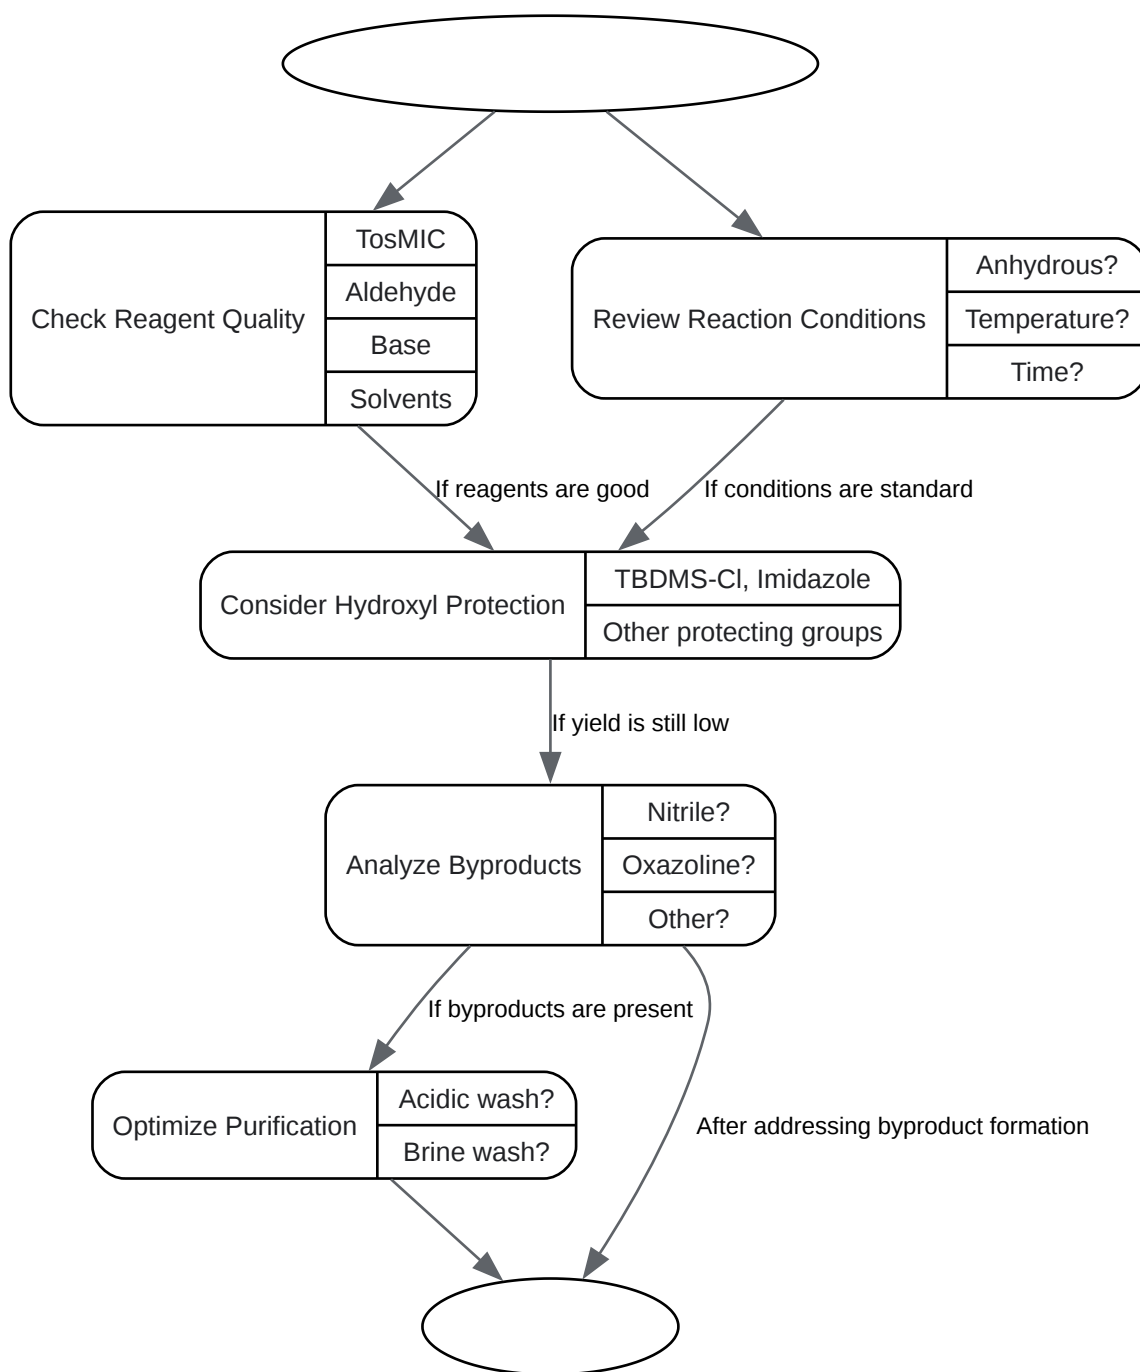 Check Reagent Quality
TosMIC
Aldehyde
Base
Solvents
Review Reaction Conditions
Anhydrous?
Temperature?
Time?
If reagents are good
If conditions are standard
Consider Hydroxyl Protection
TBDMS-Cl, Imidazole
Other protecting groups
If yield is still low
Analyze Byproducts
Nitrile?
Oxazoline?
Other?
If byproducts are present
Optimize Purification
Acidic wash?
Brine wash?
After addressing byproduct formation